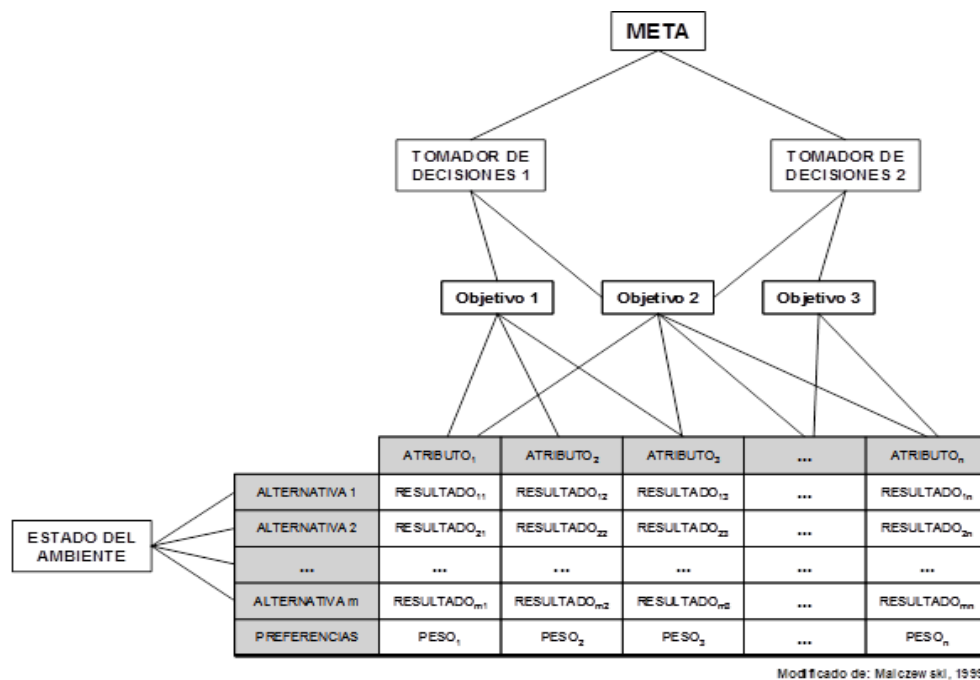 META
TOMADOR DE
DECISIONES 1
TOMADOR DE
DECISIONES 2
Objetivo 1
Objetivo 2
Objetivo 3
ATRIBUTO₁ ATRIBUTO₂ ATRIBUTO₃ ... ATRIBUTOₙ
ALTERNATIVA 1 RESULTADO₁₁ RESULTADO₁₂ RESULTADO₁₃ ... RESULTADO₁ₙ
ALTERNATIVA 2 RESULTADO₂₁ RESULTADO₂₂ RESULTADO₂₃ ... RESULTADO₂ₙ
... ... ... ... ... ...
ALTERNATIVA m RESULTADOₘ₁ RESULTADOₘ₂ RESULTADOₘ₃ ... RESULTADOₘₙ
PREFERENCIAS PESO₁ PESO₂ PESO₃ ... PESOₙ
ESTADO DEL
AMBIENTE
Modificado de: Malczewski, 1999